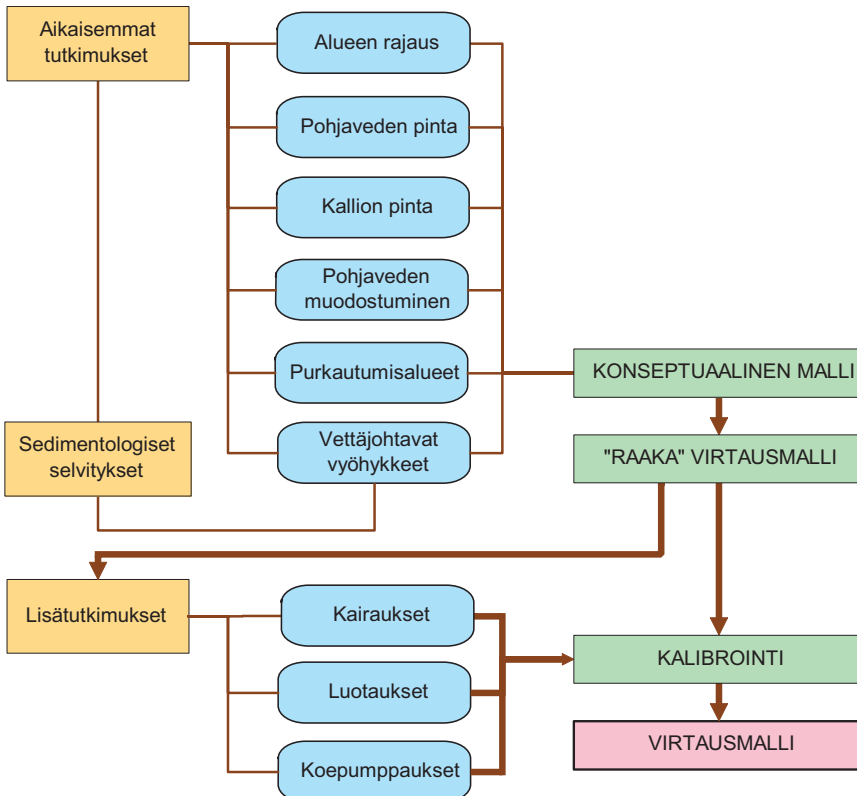 Aikaisemmat
tutkimukset
Alueen rajaus
Pohjaveden pinta
Kallion pinta
Pohjaveden
muodostuminen
Purkautumisalueet
KONSEPTUAALINEN MALLI
Sedimentologiset
selvitykset
Vettäjohtavat
vyöhykkeet
"RAAKA" VIRTAUSMALLI
Lisätutkimukset
Kairaukset
Luotaukset
Koepumppaukset
KALIBROINTI
VIRTAUSMALLI